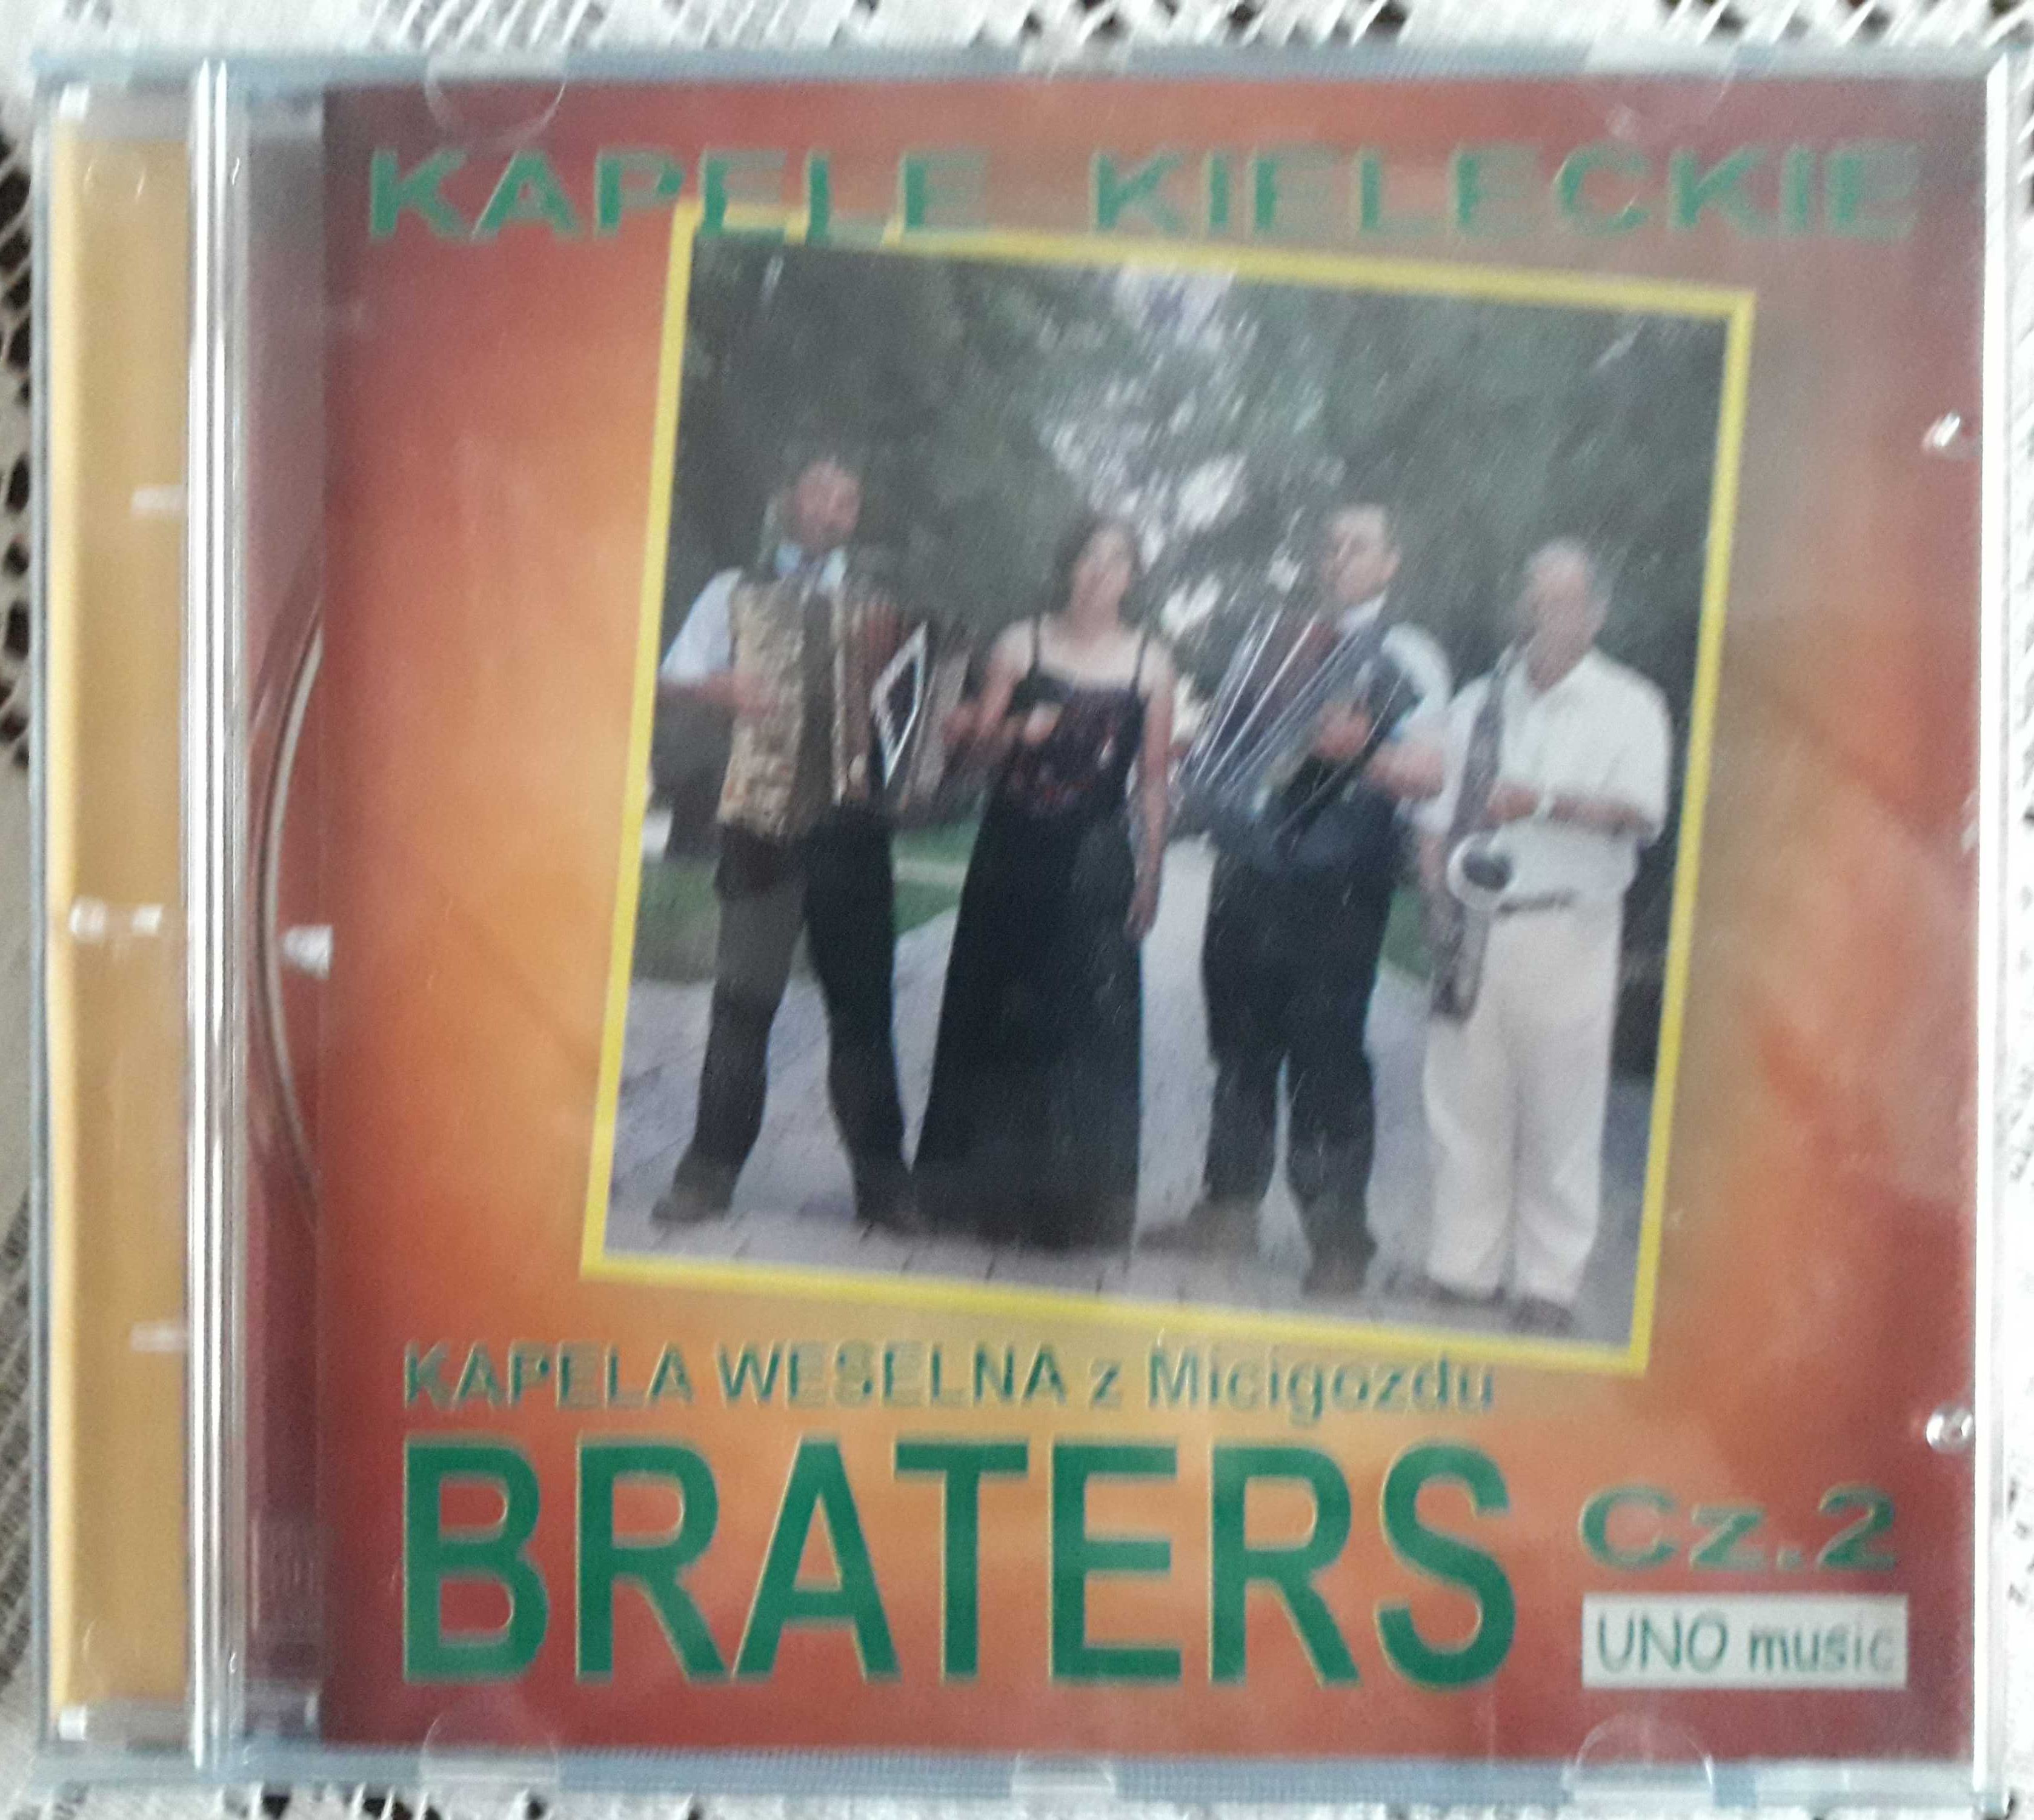 KAPELE KIELECKIE
KAPELA WESELNA z Micigozdu
BRATERS Cz.2
UNO music